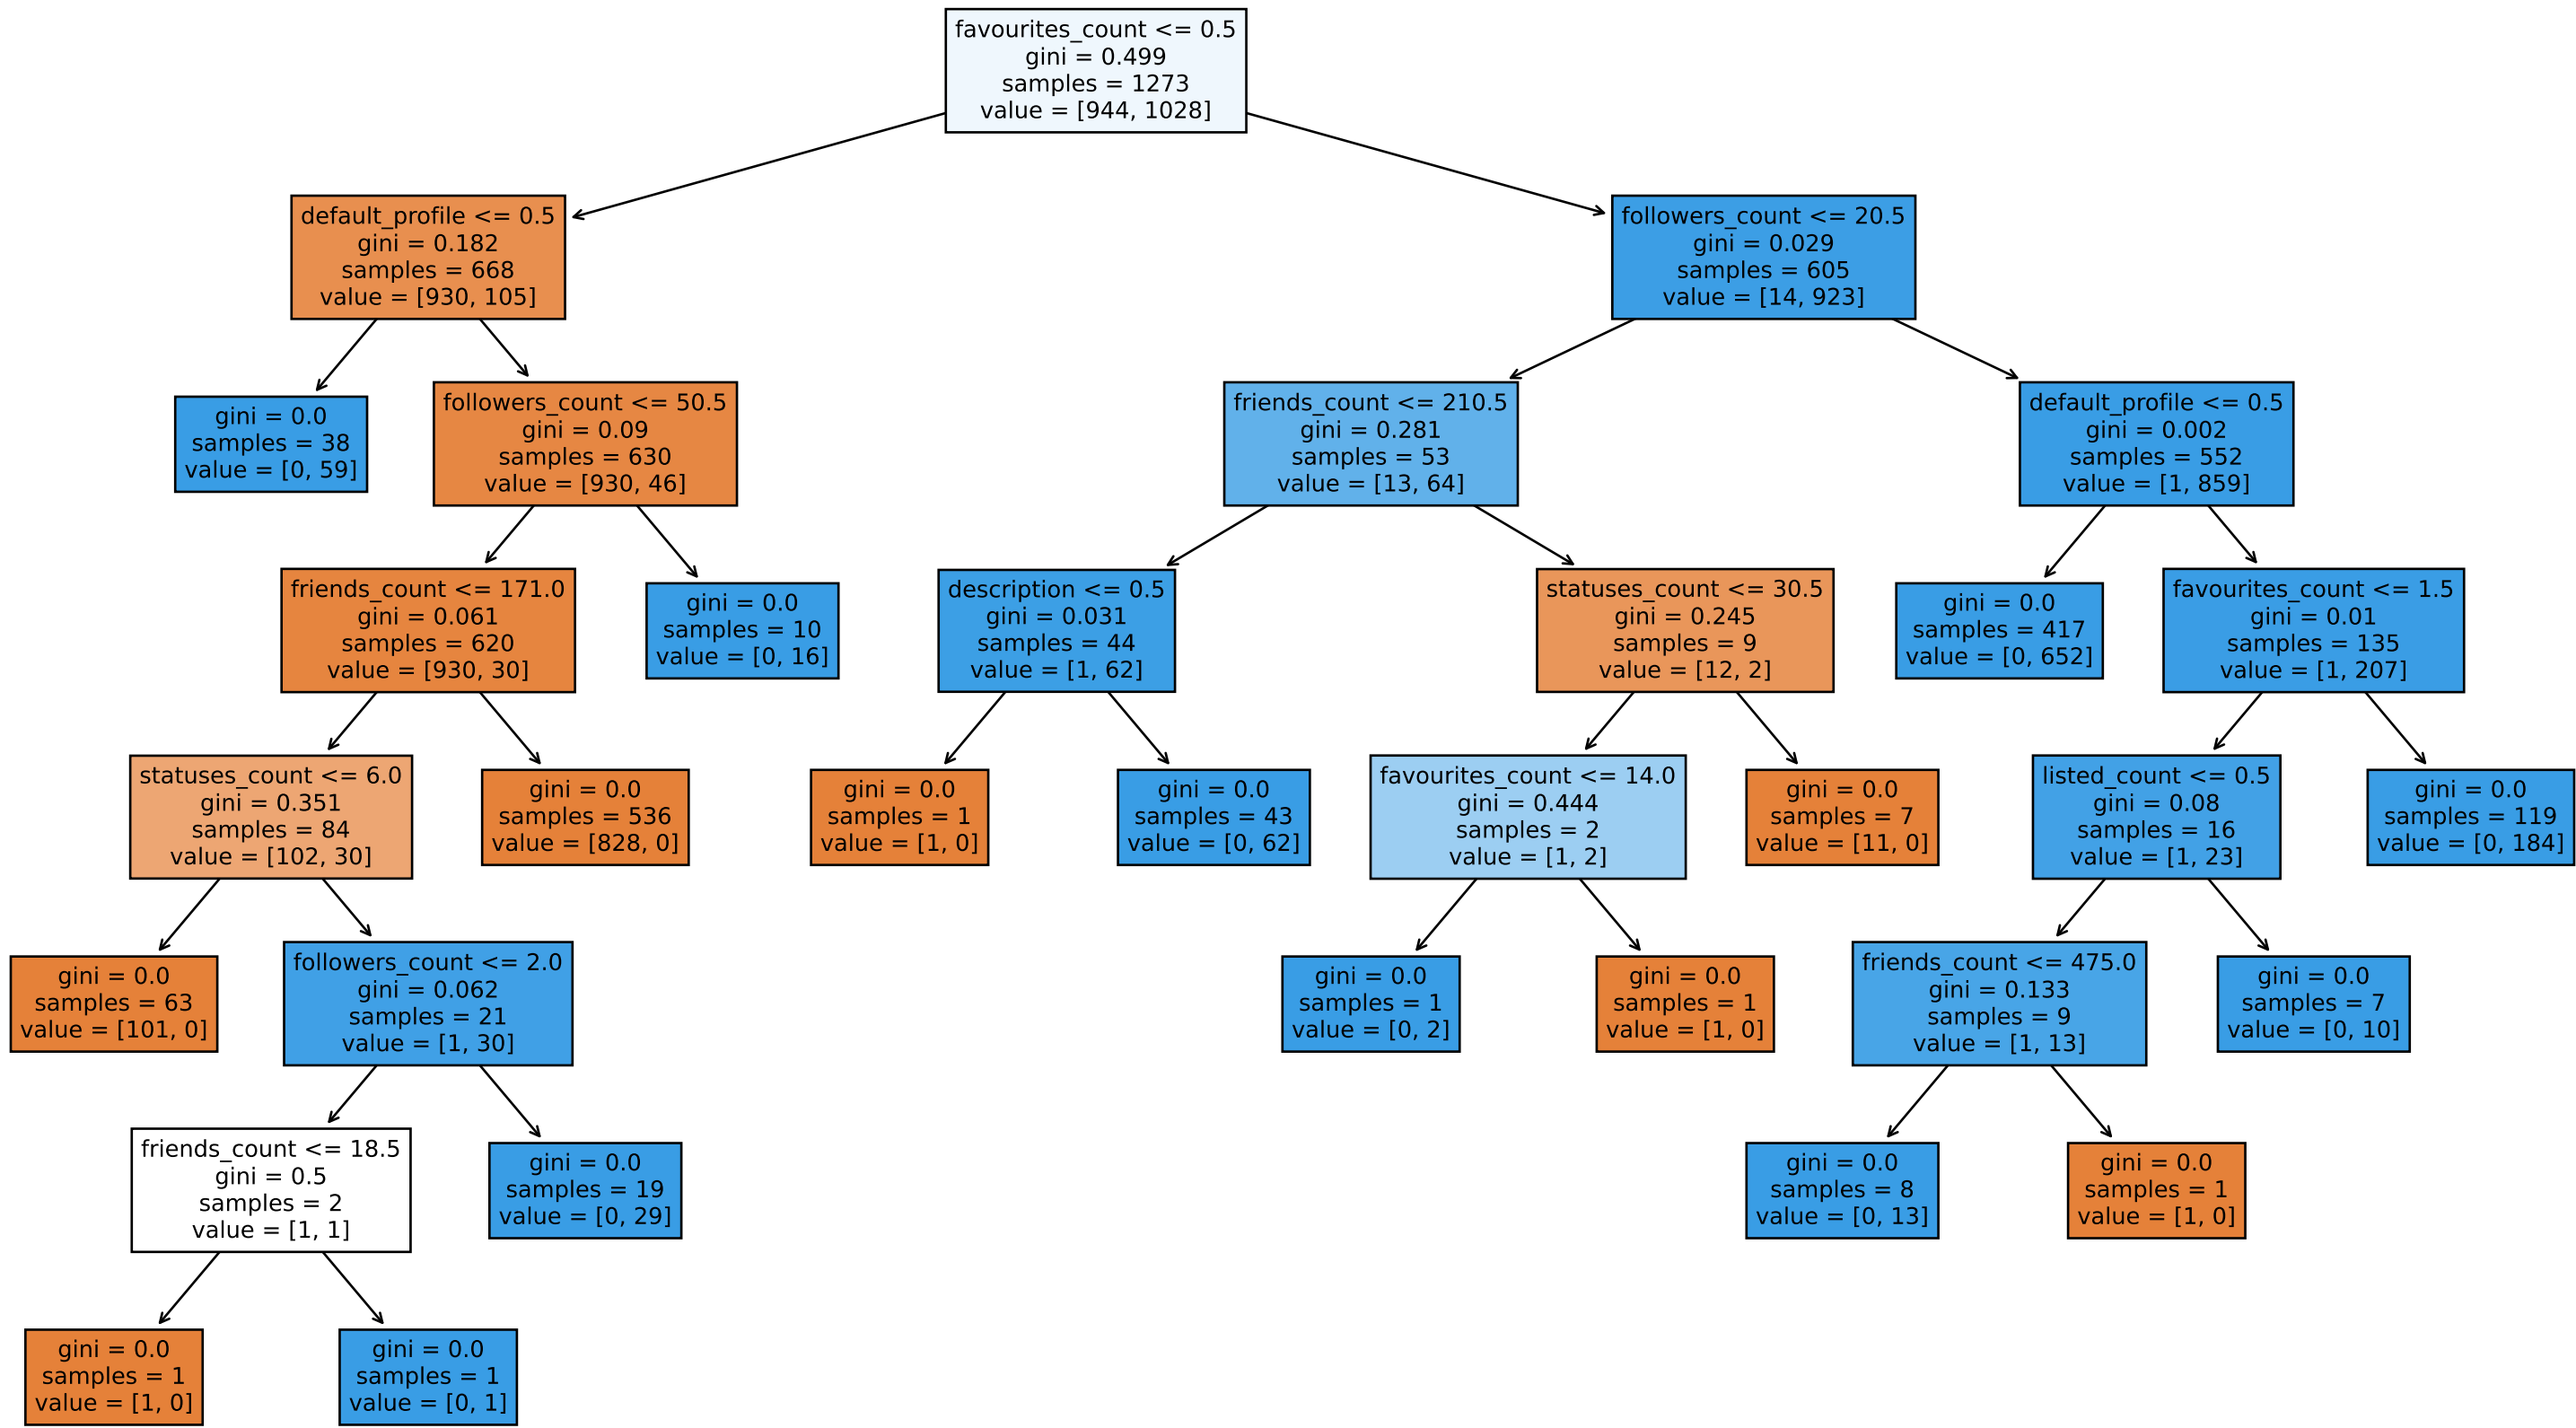 favourites_count <= 0.5
gini = 0.499
samples = 1273
value = [944, 1028]
default_profile <= 0.5
gini = 0.182
samples = 668
value = [930, 105]
followers_count <= 20.5
gini = 0.029
samples = 605
value = [14, 923]
gini = 0.0
samples = 38
value = [0, 59]
followers_count <= 50.5
gini = 0.09
samples = 630
value = [930, 46]
friends_count <= 210.5
gini = 0.281
samples = 53
value = [13, 64]
default_profile <= 0.5
gini = 0.002
samples = 552
value = [1, 859]
friends_count <= 171.0
gini = 0.061
samples = 620
value = [930, 30]
gini = 0.0
samples = 10
value = [0, 16]
description <= 0.5
gini = 0.031
samples = 44
value = [1, 62]
statuses_count <= 30.5
gini = 0.245
samples = 9
value = [12, 2]
gini = 0.0
samples = 417
value = [0, 652]
favourites_count <= 1.5
gini = 0.01
samples = 135
value = [1, 207]
statuses_count <= 6.0
gini = 0.351
samples = 84
value = [102, 30]
gini = 0.0
samples = 536
value = [828, 0]
gini = 0.0
samples = 1
value = [1, 0]
gini = 0.0
samples = 43
value = [0, 62]
favourites_count <= 14.0
gini = 0.444
samples = 2
value = [1, 2]
gini = 0.0
samples = 7
value = [11, 0]
listed_count <= 0.5
gini = 0.08
samples = 16
value = [1, 23]
gini = 0.0
samples = 119
value = [0, 184]
gini = 0.0
samples = 63
value = [101, 0]
followers_count <= 2.0
gini = 0.062
samples = 21
value = [1, 30]
gini = 0.0
samples = 1
value = [0, 2]
gini = 0.0
samples = 1
value = [1, 0]
friends_count <= 475.0
gini = 0.133
samples = 9
value = [1, 13]
gini = 0.0
samples = 7
value = [0, 10]
friends_count <= 18.5
gini = 0.5
samples = 2
value = [1, 1]
gini = 0.0
samples = 19
value = [0, 29]
gini = 0.0
samples = 8
value = [0, 13]
gini = 0.0
samples = 1
value = [1, 0]
gini = 0.0
samples = 1
value = [1, 0]
gini = 0.0
samples = 1
value = [0, 1]